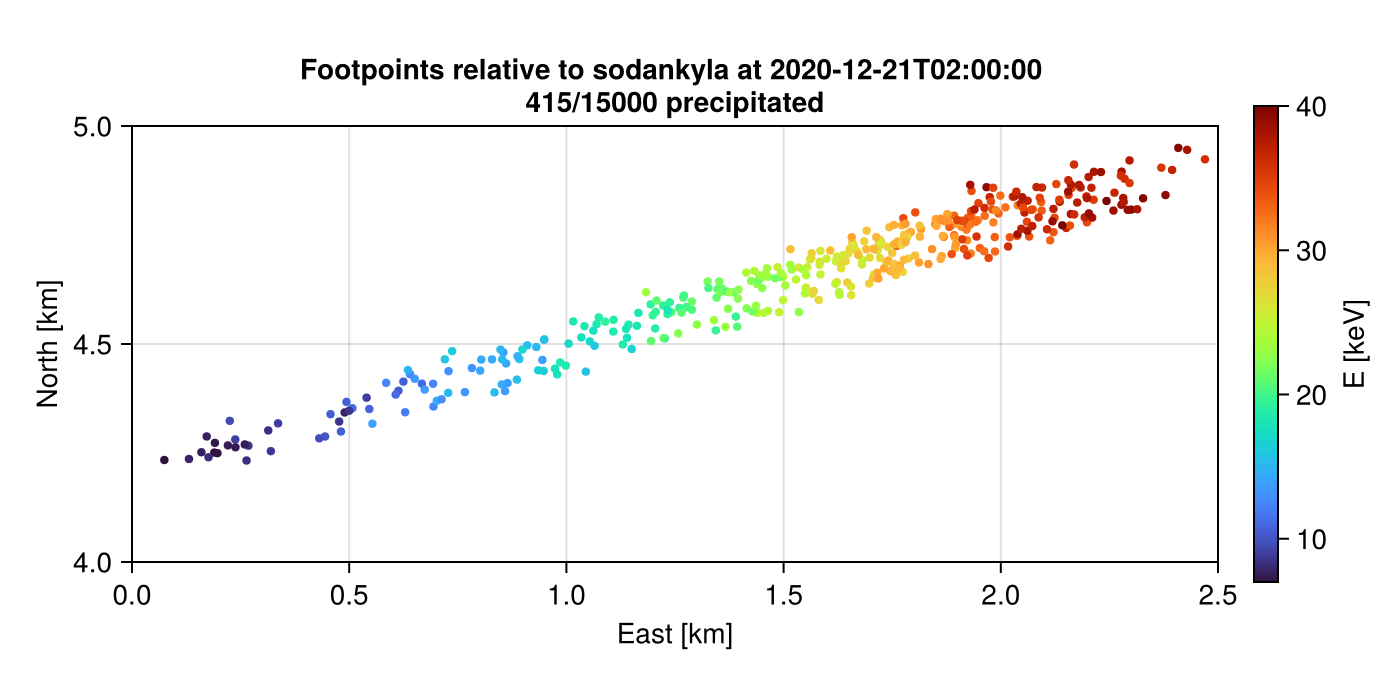 Footpoints relative to sodankyla at 2020-12-21T02:00:00
415/15000 precipitated
5.0
4.5
4.0
North [km]
0.0 0.5 1.0 1.5 2.0 2.5
East [km]
40
30
20
10
E [keV]